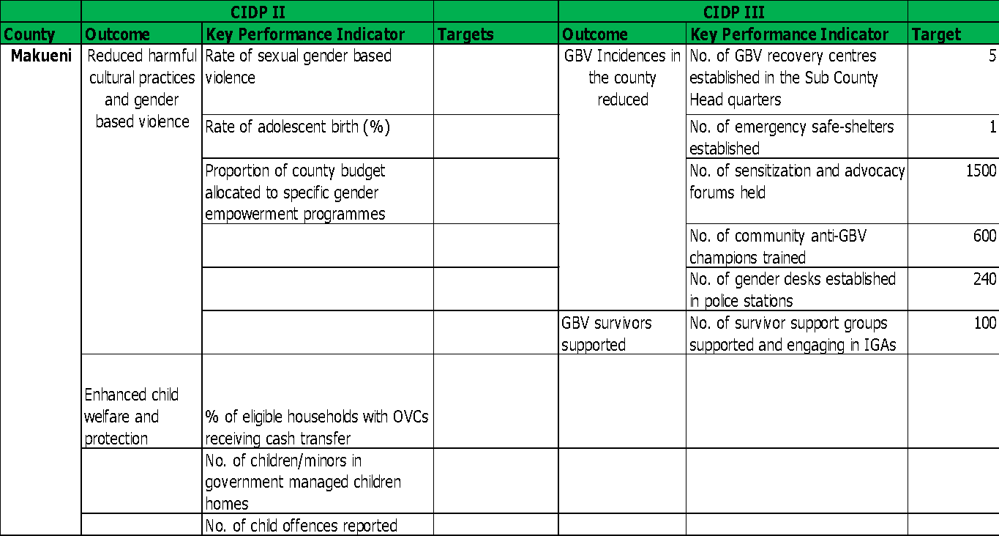 CIDP II CIDP III
County Outcome Key Performance Indicator Targets Outcome Key Performance Indicator Target
Makueni Reduced harmful Rate of sexual gender based GBV Incidences in No. of GBV recovery centres 5
cultural practices violence the county established in the Sub County
and gender reduced Head quarters
based violence Rate of adolescent birth (%) No. of emergency safe-shelters 1
established
Proportion of county budget No. of sensitization and advocacy 1500
allocated to specific gender forums held
empowerment programmes
No. of community anti-GBV 600
champions trained
No. of gender desks established 240
in police stations
GBV survivors No. of survivor support groups 100
supported supported and engaging in IGAs
Enhanced child
welfare and % of eligible households with OVCs
protection receiving cash transfer
No. of children/minors in
government managed children
homes
No. of child offences reported